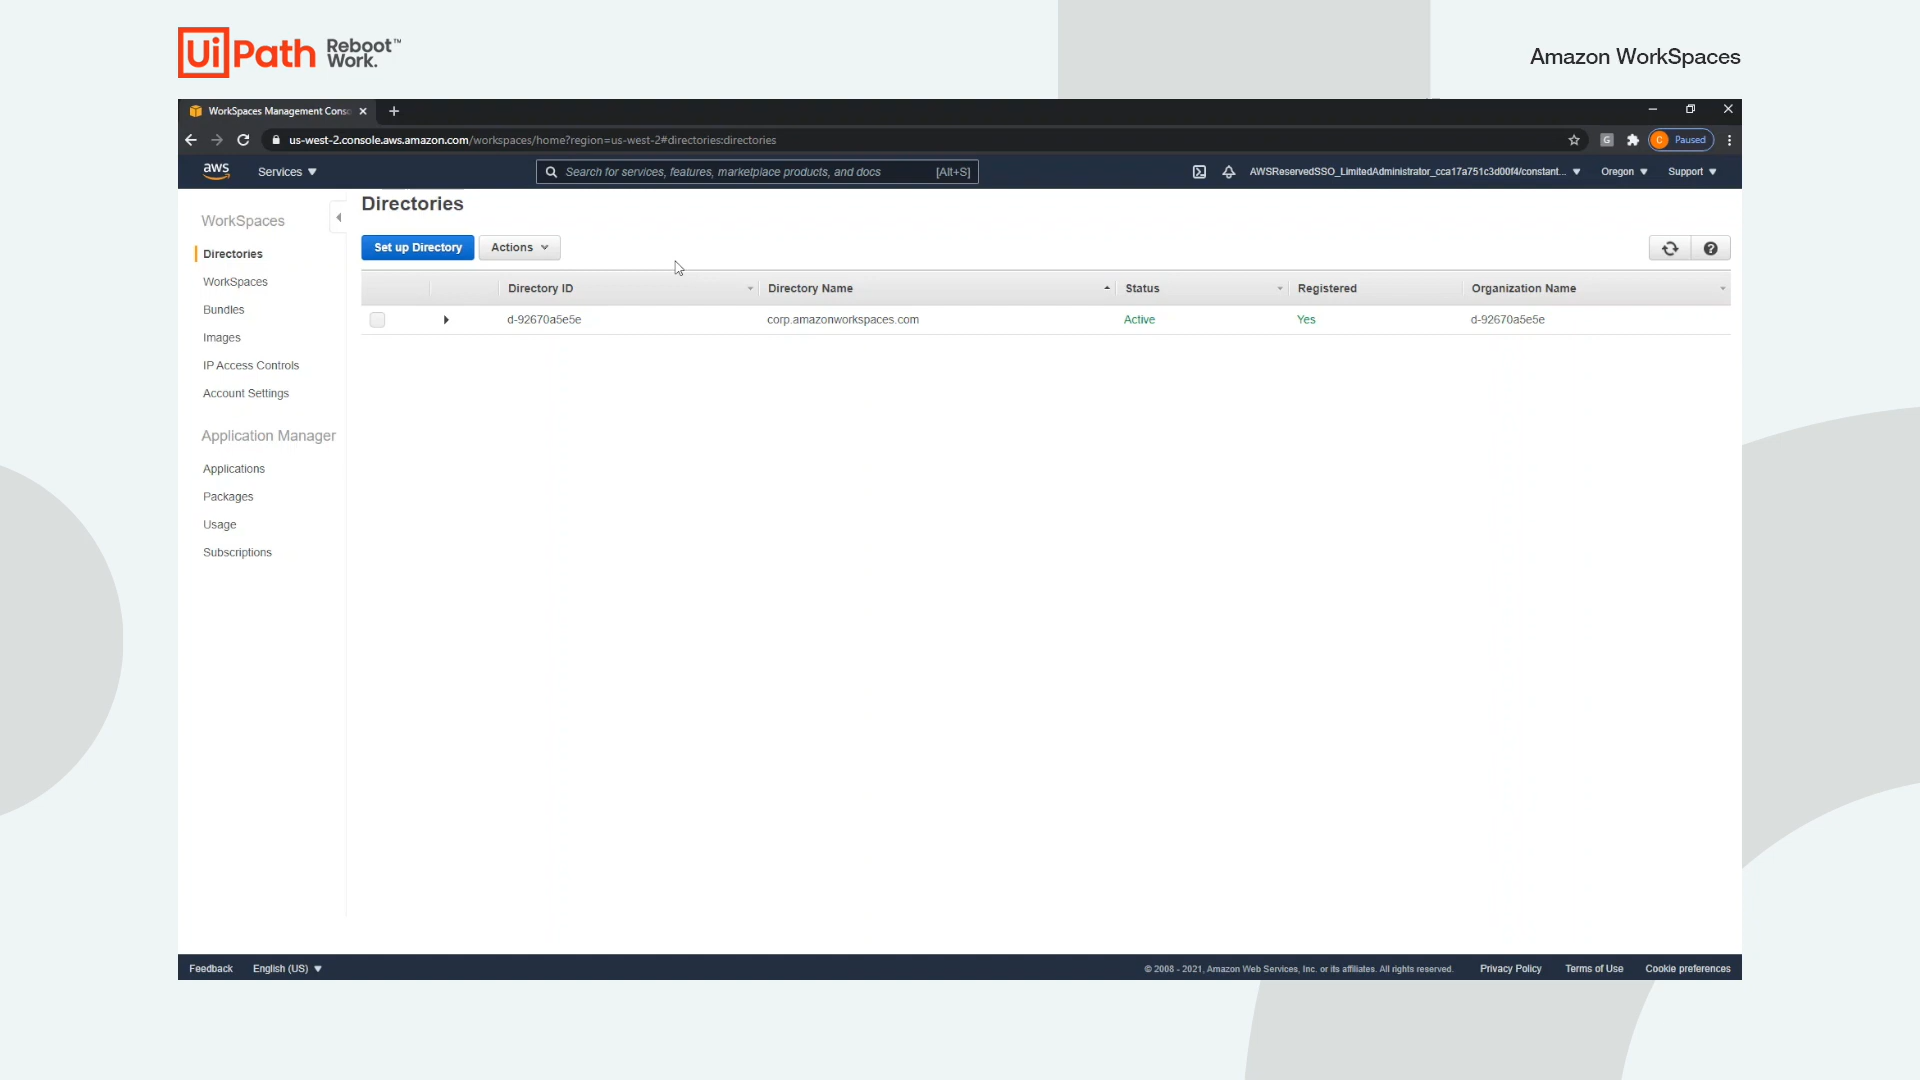 UiPath Reboot Work.™
Amazon WorkSpaces
WorkSpaces Management Conso
us-west-2.console.aws.amazon.com/workspaces/home?region=us-west-2#directories:directories
G
C Paused
aws Services Search for services, features, marketplace products, and docs [Alt+S] AWSReservedSSO_LimitedAdministrator_cca17a751c3d00f4/constant... Oregon Support
WorkSpaces
Directories
WorkSpaces
Bundles
Images
IP Access Controls
Account Settings
Application Manager
Applications
Packages
Usage
Subscriptions
Directories
Set up Directory Actions
Directory ID Directory Name Status Registered Organization Name
d-92670a5e5e corp.amazonworkspaces.com Active Yes d-92670a5e5e
Feedback English (US) © 2008 - 2021, Amazon Web Services, Inc. or its affiliates. All rights reserved. Privacy Policy Terms of Use Cookie preferences